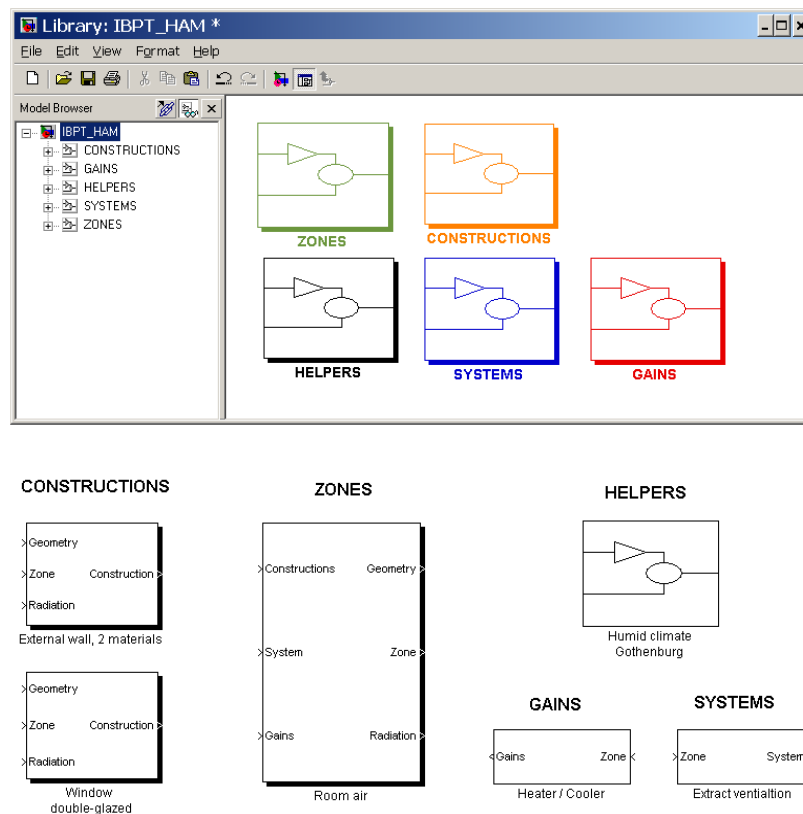 Library: IBPT_HAM *
File Edit View Format Help
Model Browser
IBPT_HAM
CONSTRUCTIONS
GAINS
HELPERS
SYSTEMS
ZONES
ZONES
CONSTRUCTIONS
HELPERS
SYSTEMS
GAINS
CONSTRUCTIONS
Geometry
Zone Construction
Radiation
External wall, 2 materials
Geometry
Zone Construction
Radiation
Window
double-glazed
ZONES
Constructions Geometry
System Zone
Gains Radiation
Room air
HELPERS
Humid climate
Gothenburg
GAINS
Gains Zone
Heater / Cooler
SYSTEMS
Zone System
Extract ventialtion